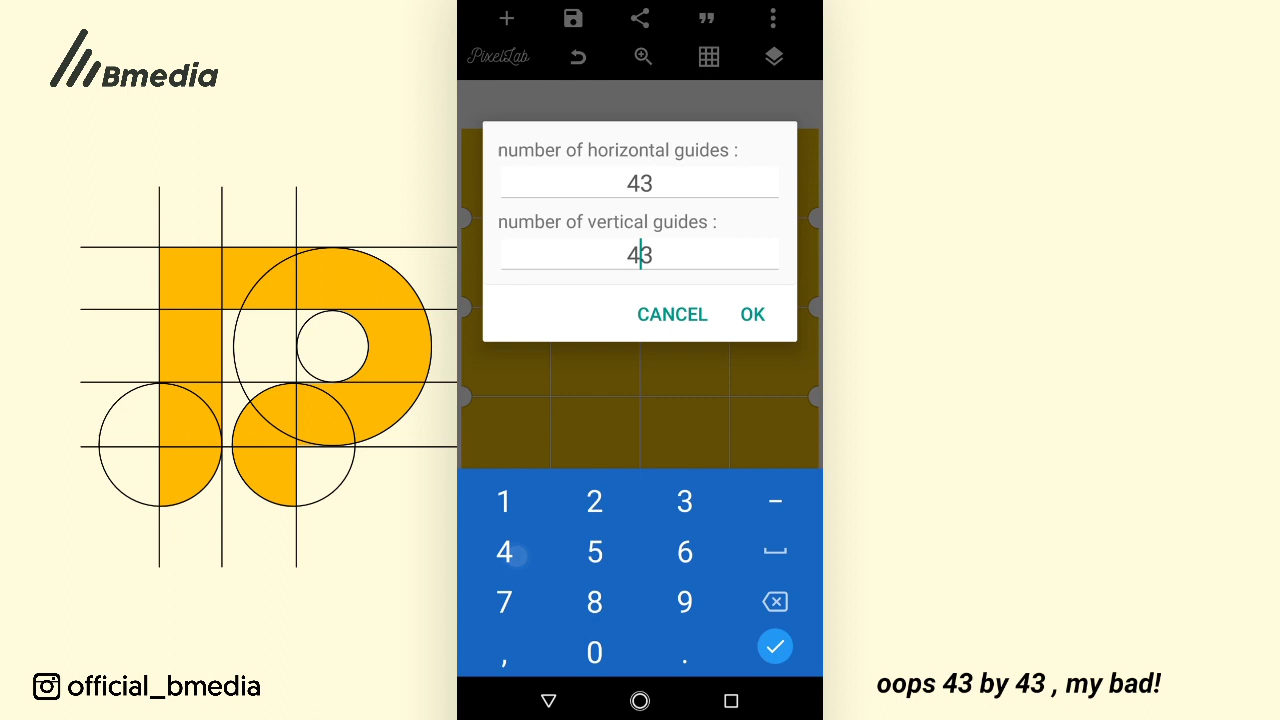 Bmedia
PixelLab
number of horizontal guides :
43
number of vertical guides :
43
CANCEL OK
1 2 3 –
4 5 6
7 8 9
, 0 .
official_bmedia
oops 43 by 43 , my bad!